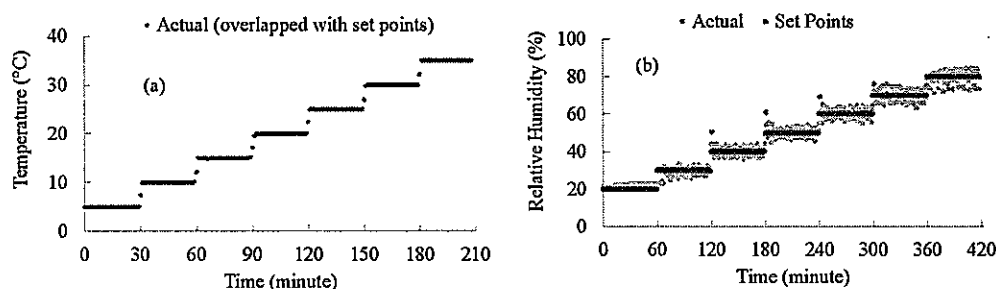 Actual (overlapped with set points)
Temperature (°C)
40
30
20
10
0
(a)
0 30 60 90 120 150 180 210
Time (minute)
Actual Set Points
Relative Humidity (%)
100
80
60
40
20
0
(b)
0 60 120 180 240 300 360 420
Time (minute)